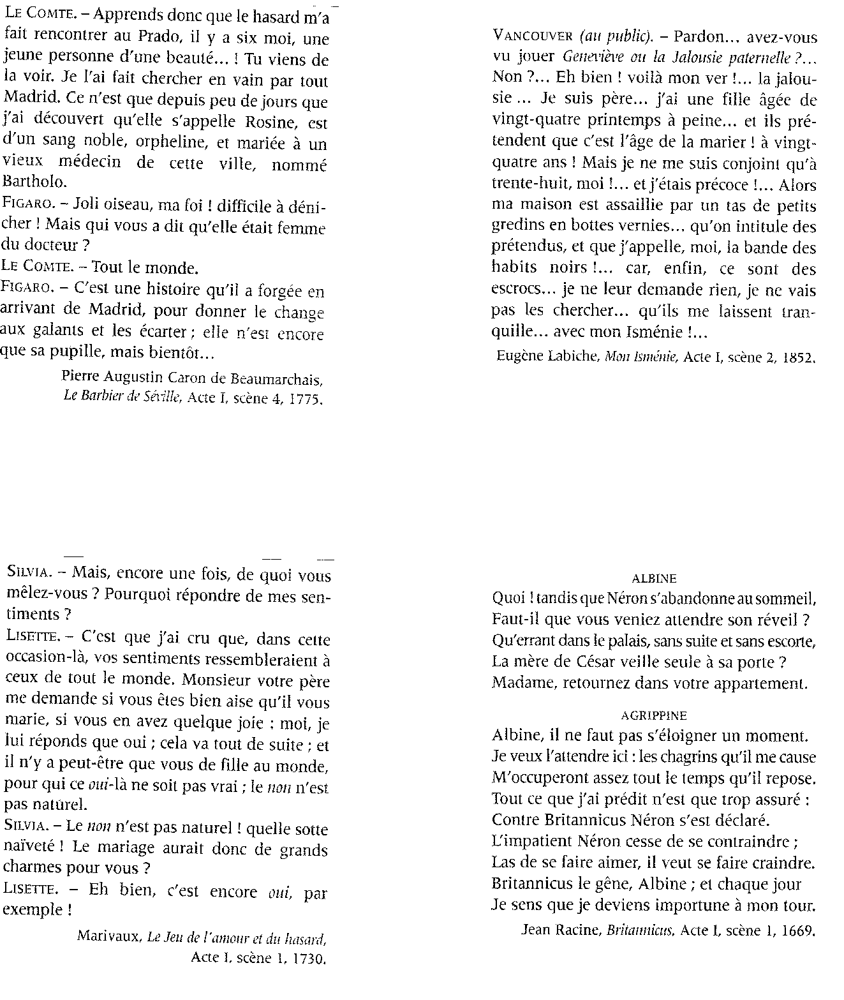 LE COMTE. – Apprends donc que le hasard m'a
fait rencontrer au Prado, il y a six moi, une
jeune personne d'une beauté... ! Tu viens de
la voir. Je l'ai fait chercher en vain par tout
Madrid. Ce n'est que depuis peu de jours que
j'ai découvert qu'elle s'appelle Rosine, est
d'un sang noble, orpheline, et mariée à un
vieux médecin de cette ville, nommé
Bartholo.
FIGARO. – Joli oiseau, ma foi ! difficile à déni-
cher ! Mais qui vous a dit qu'elle était femme
du docteur ?
LE COMTE. – Tout le monde.
FIGARO. – C'est une histoire qu'il a forgée en
arrivant de Madrid, pour donner le change
aux galants et les écarter ; elle n'est encore
que sa pupille, mais bientôt...
Pierre Augustin Caron de Beaumarchais,
Le Barbier de Séville, Acte I, scène 4, 1775.
VANCOUVER (au public). – Pardon... avez-vous
vu jouer Geneviève ou la Jalousie paternelle ?...
Non ?... Eh bien ! voilà mon ver !... la jalou-
sie ... Je suis père... j'ai une fille âgée de
vingt-quatre printemps à peine... et ils pré-
tendent que c'est l'âge de la marier ! à vingt-
quatre ans ! Mais je ne me suis conjoint qu'à
trente-huit, moi !... et j'étais précoce !... Alors
ma maison est assaillie par un tas de petits
gredins en bottes vernies... qu'on intitule des
prétendus, et que j'appelle, moi, la bande des
habits noirs !... car, enfin, ce sont des
escrocs... je ne leur demande rien, je ne vais
pas les chercher... qu'ils me laissent tran-
quille... avec mon Isménie !...
Eugène Labiche, Mon Isménie, Acte I, scène 2, 1852.
SILVIA. – Mais, encore une fois, de quoi vous
mêlez-vous ? Pourquoi répondre de mes sen-
timents ?
LISETTE. – C'est que j'ai cru que, dans cette
occasion-là, vos sentiments ressembleraient à
ceux de tout le monde. Monsieur votre père
me demande si vous êtes bien aise qu'il vous
marie, si vous en avez quelque joie : moi, je
lui réponds que oui ; cela va tout de suite ; et
il n'y a peut-être que vous de fille au monde,
pour qui ce oui-là ne soit pas vrai ; le non n'est
pas naturel.
SILVIA. – Le non n'est pas naturel ! quelle sotte
naïveté ! Le mariage aurait donc de grands
charmes pour vous ?
LISETTE. – Eh bien, c'est encore oui, par
exemple !
Marivaux, Le Jeu de l'amour et du hasard,
Acte I, scène 1, 1730.
ALBINE
Quoi ! tandis que Néron s'abandonne au sommeil,
Faut-il que vous veniez attendre son réveil ?
Qu'errant dans le palais, sans suite et sans escorte,
La mère de César veille seule à sa porte ?
Madame, retournez dans votre appartement.
AGRIPPINE
Albine, il ne faut pas s'éloigner un moment.
Je veux l'attendre ici : les chagrins qu'il me cause
M'occuperont assez tout le temps qu'il repose.
Tout ce que j'ai prédit n'est que trop assuré :
Contre Britannicus Néron s'est déclaré.
L'impatient Néron cesse de se contraindre ;
Las de se faire aimer, il veut se faire craindre.
Britannicus le gêne, Albine ; et chaque jour
Je sens que je deviens importune à mon tour.
Jean Racine, Britannicus, Acte I, scène 1, 1669.